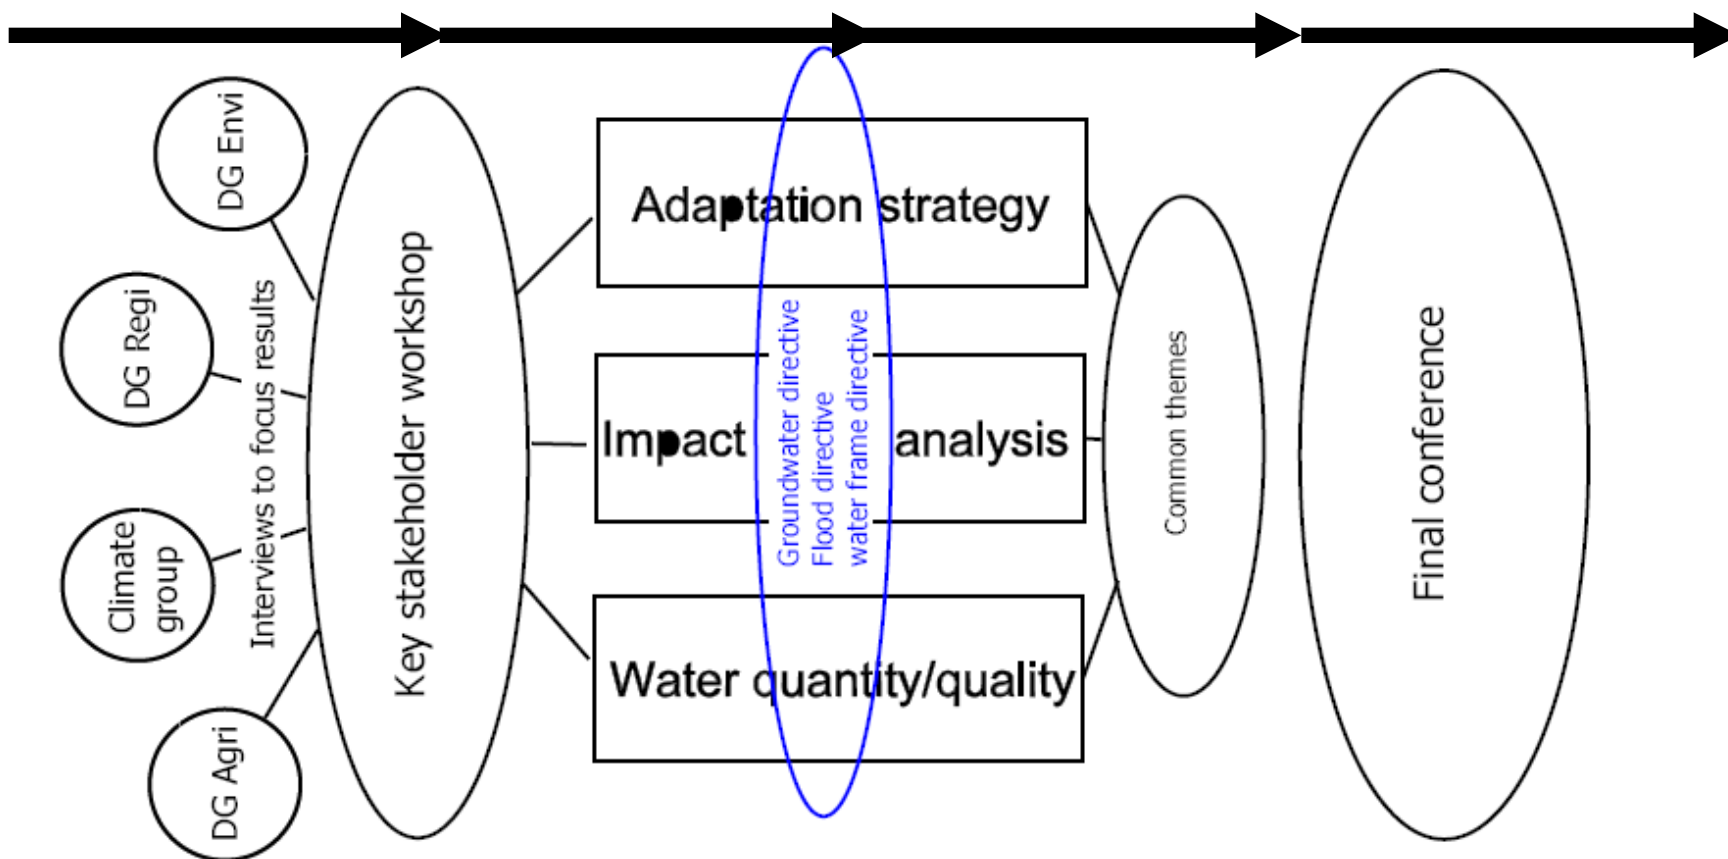 DG Envi
DG Regi
Climate
group
DG Agri
Interviews to focus results
Key stakeholder workshop
Adaptation strategy
Impact analysis
Water quantity/quality
Groundwater directive
Flood directive
water frame directive
Common themes
Final conference